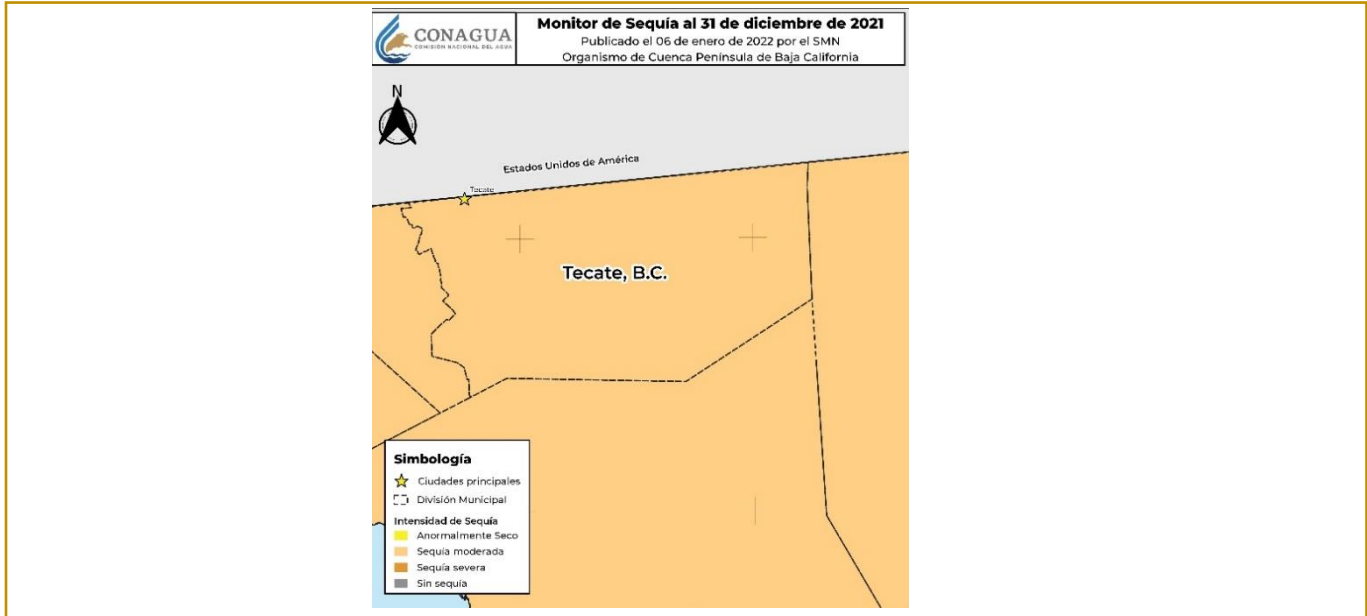 CONAGUA
COMISIÓN NACIONAL DEL AGUA
Monitor de Sequía al 31 de diciembre de 2021
Publicado el 06 de enero de 2022 por el SMN
Organismo de Cuenca Península de Baja California
N
Estados Unidos de América
Tecate
Tecate, B.C.
Simbología
Ciudades principales
División Municipal
Intensidad de Sequía
Anormalmente Seco
Sequía moderada
Sequía severa
Sin sequía